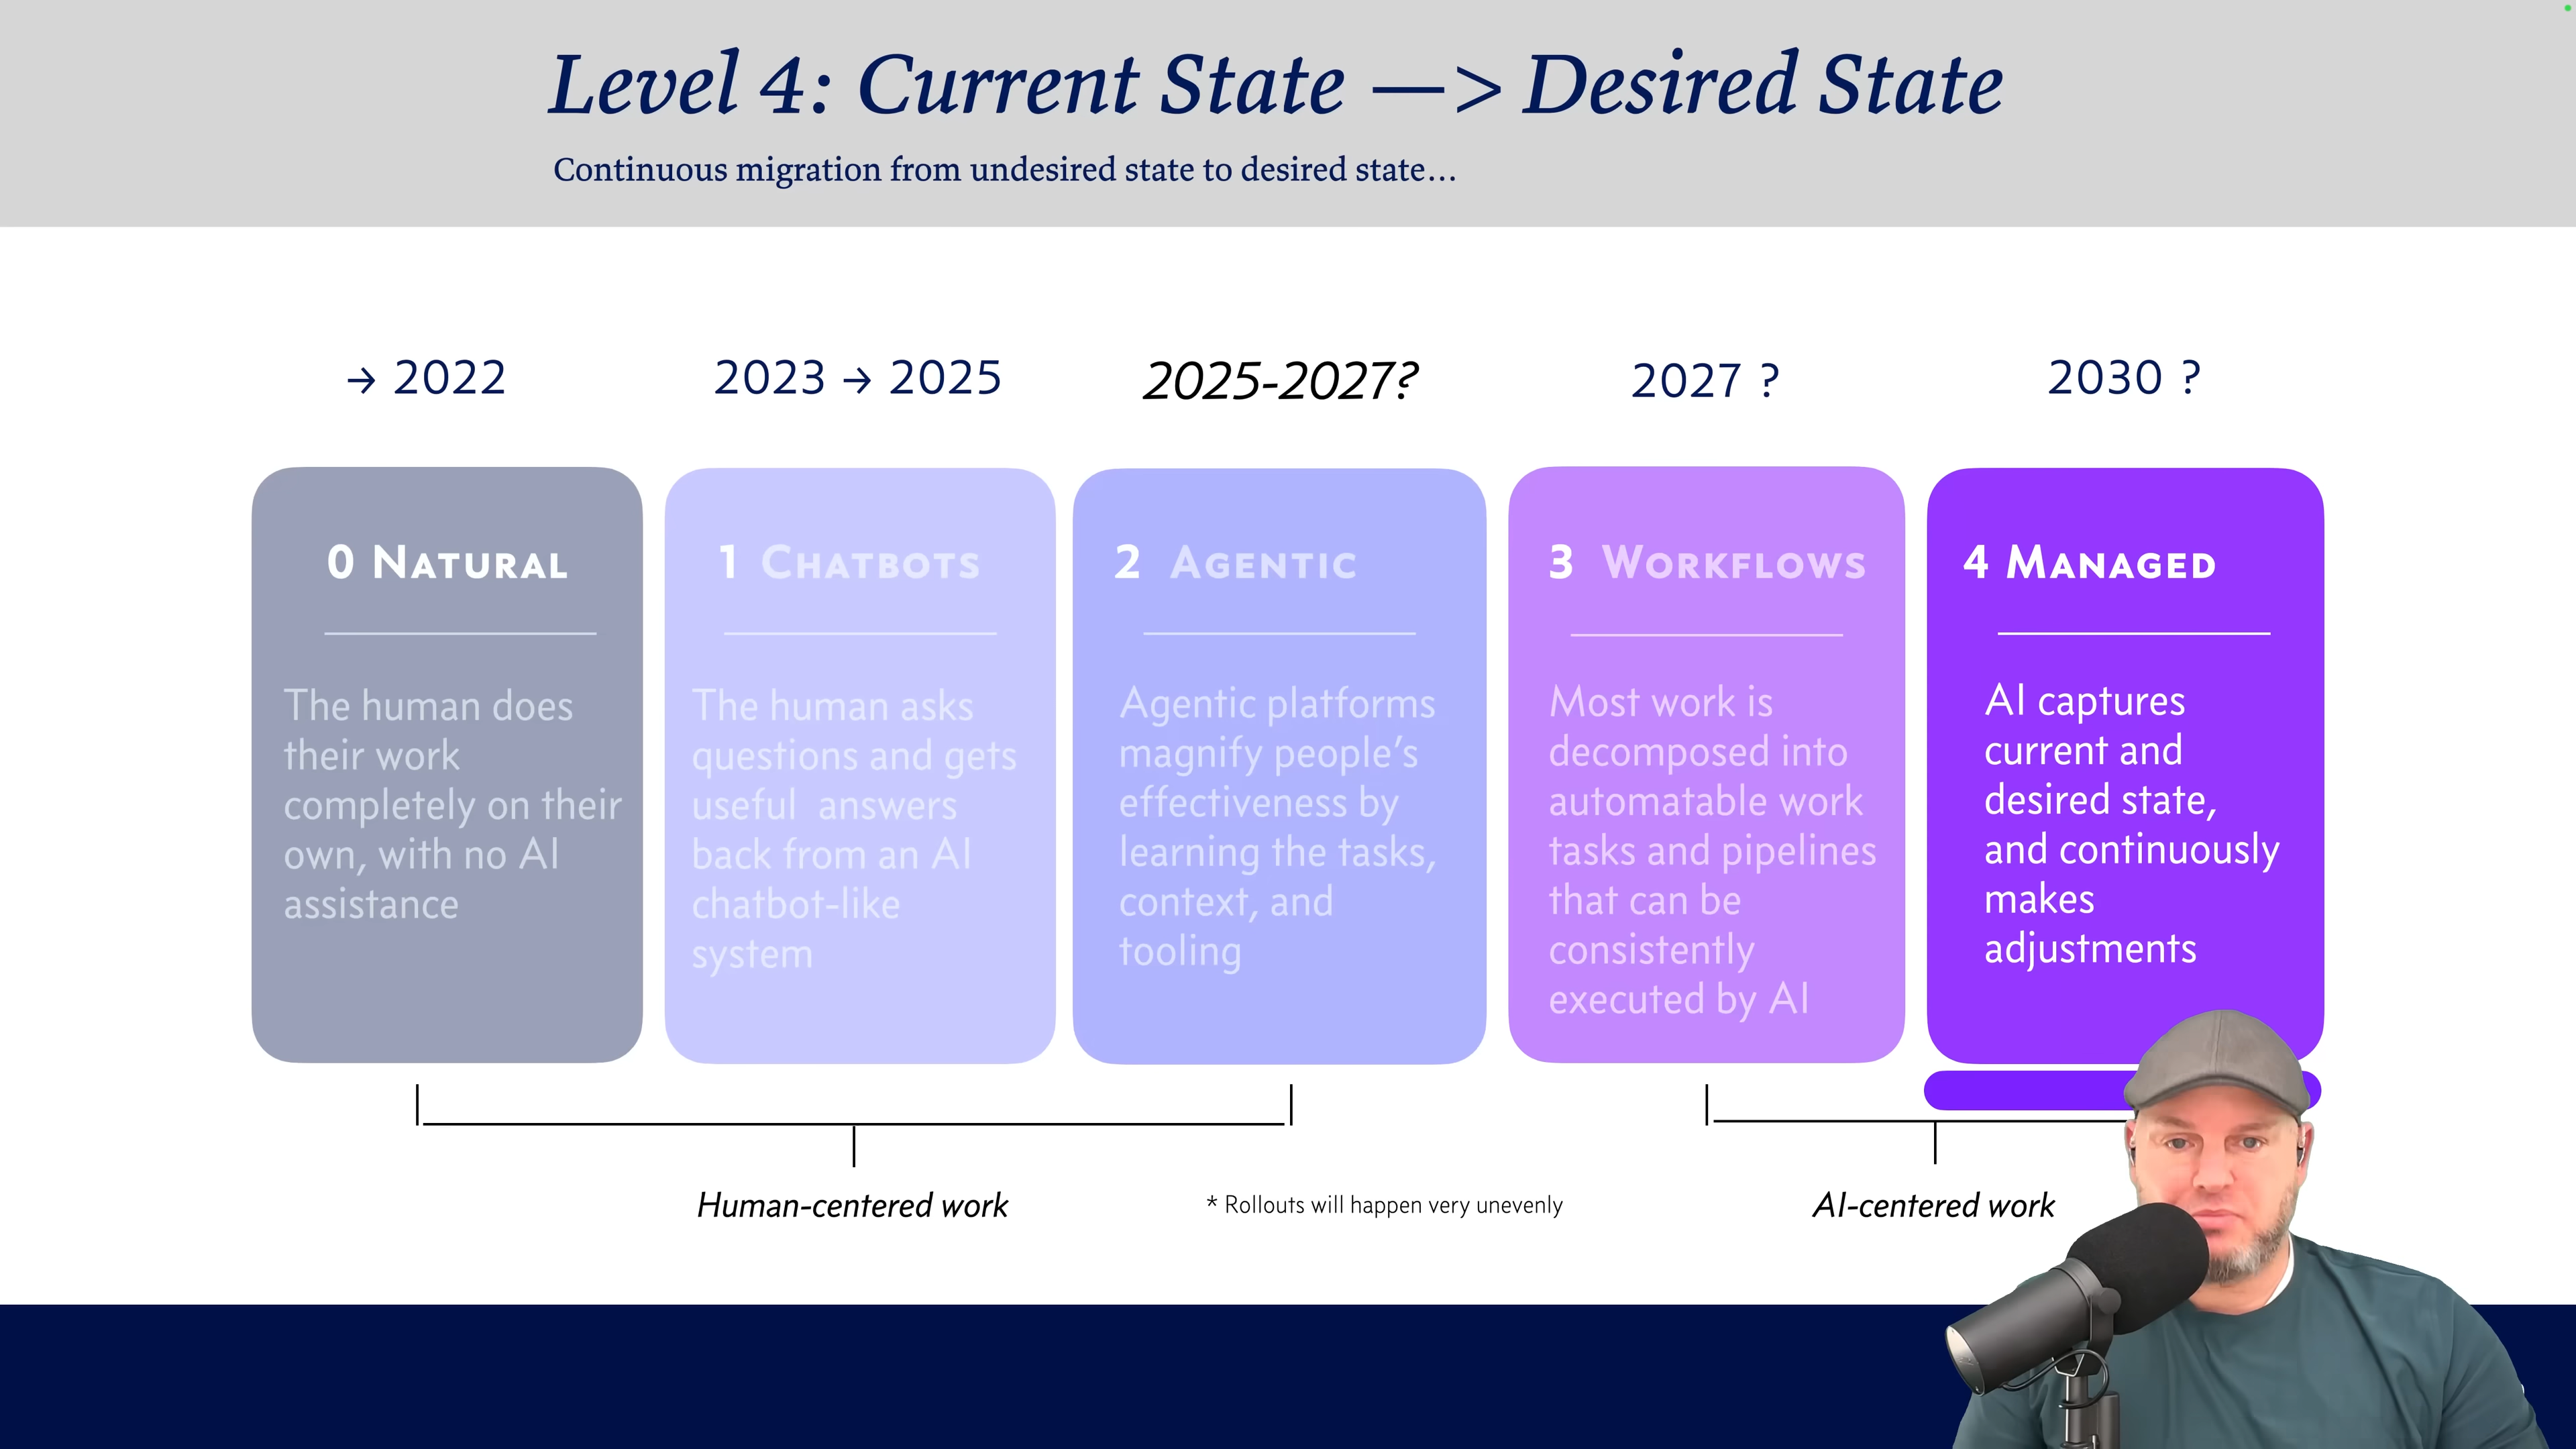 Level 4: Current State —> Desired State
Continuous migration from undesired state to desired state…
→ 2022
2023 → 2025
2025-2027?
2027 ?
2030 ?
0 Natural
The human does
their work
completely on their
own, with no AI
assistance
1 Chatbots
The human asks
questions and gets
useful  answers
back from an AI
chatbot-like
system
2 Agentic
Agentic platforms
magnify people’s
effectiveness by
learning the tasks,
context, and
tooling
3 Workflows
Most work is
decomposed into
automatable work
tasks and pipelines
that can be
consistently
executed by AI
4 Managed
AI captures
current and
desired state,
and continuously
makes
adjustments
Human-centered work
* Rollouts will happen very unevenly
AI-centered work